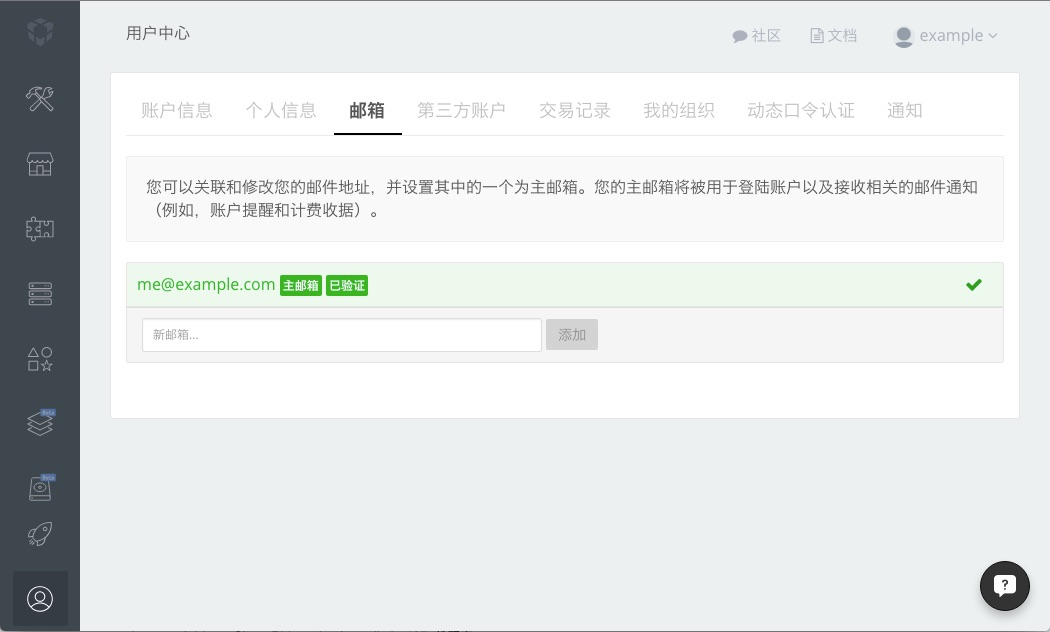 用户中心
社区
文档
example
账户信息
个人信息
邮箱
第三方账户
交易记录
我的组织
动态口令认证
通知
您可以关联和修改您的邮件地址，并设置其中的一个为主邮箱。您的主邮箱将被用于登陆账户以及接收相关的邮件通知
（例如，账户提醒和计费收据）。
me@example.com 主邮箱 已验证
新邮箱...
添加
Beta
Beta
?